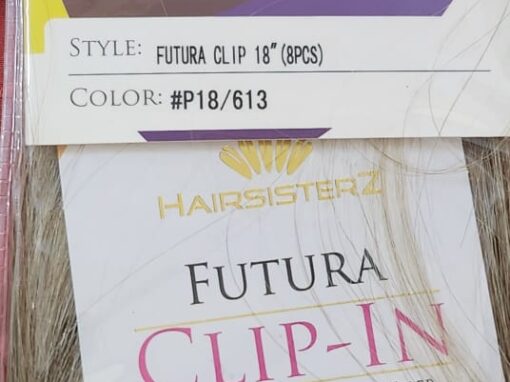 STYLE: FUTURA CLIP 18"(8PCS)
COLOR: #P18/613
HAIRSISTERZ
FUTURA
CLIP-IN